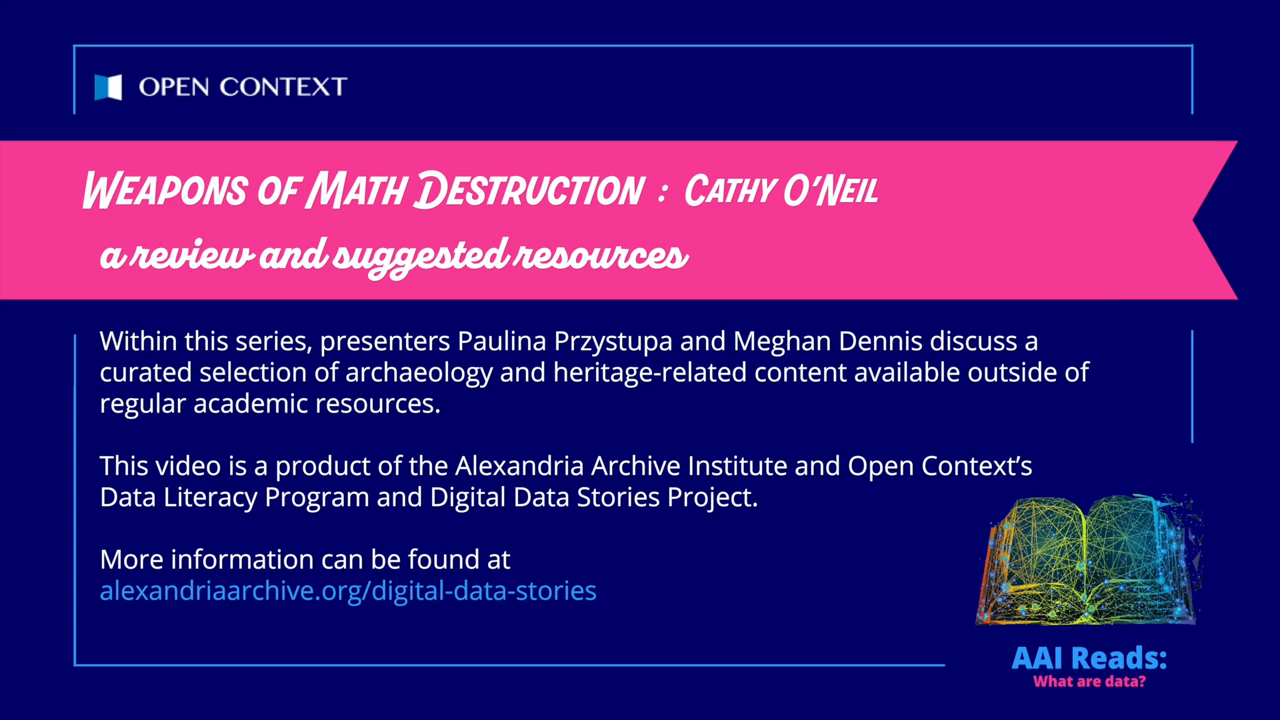 OPEN CONTEXT
WEAPONS OF MATH DESTRUCTION : CATHY O'NEIL
a review and suggested resources
Within this series, presenters Paulina Przystupa and Meghan Dennis discuss a
curated selection of archaeology and heritage-related content available outside of
regular academic resources.
This video is a product of the Alexandria Archive Institute and Open Context’s
Data Literacy Program and Digital Data Stories Project.
More information can be found at
alexandriaarchive.org/digital-data-stories
AAI Reads:
What are data?